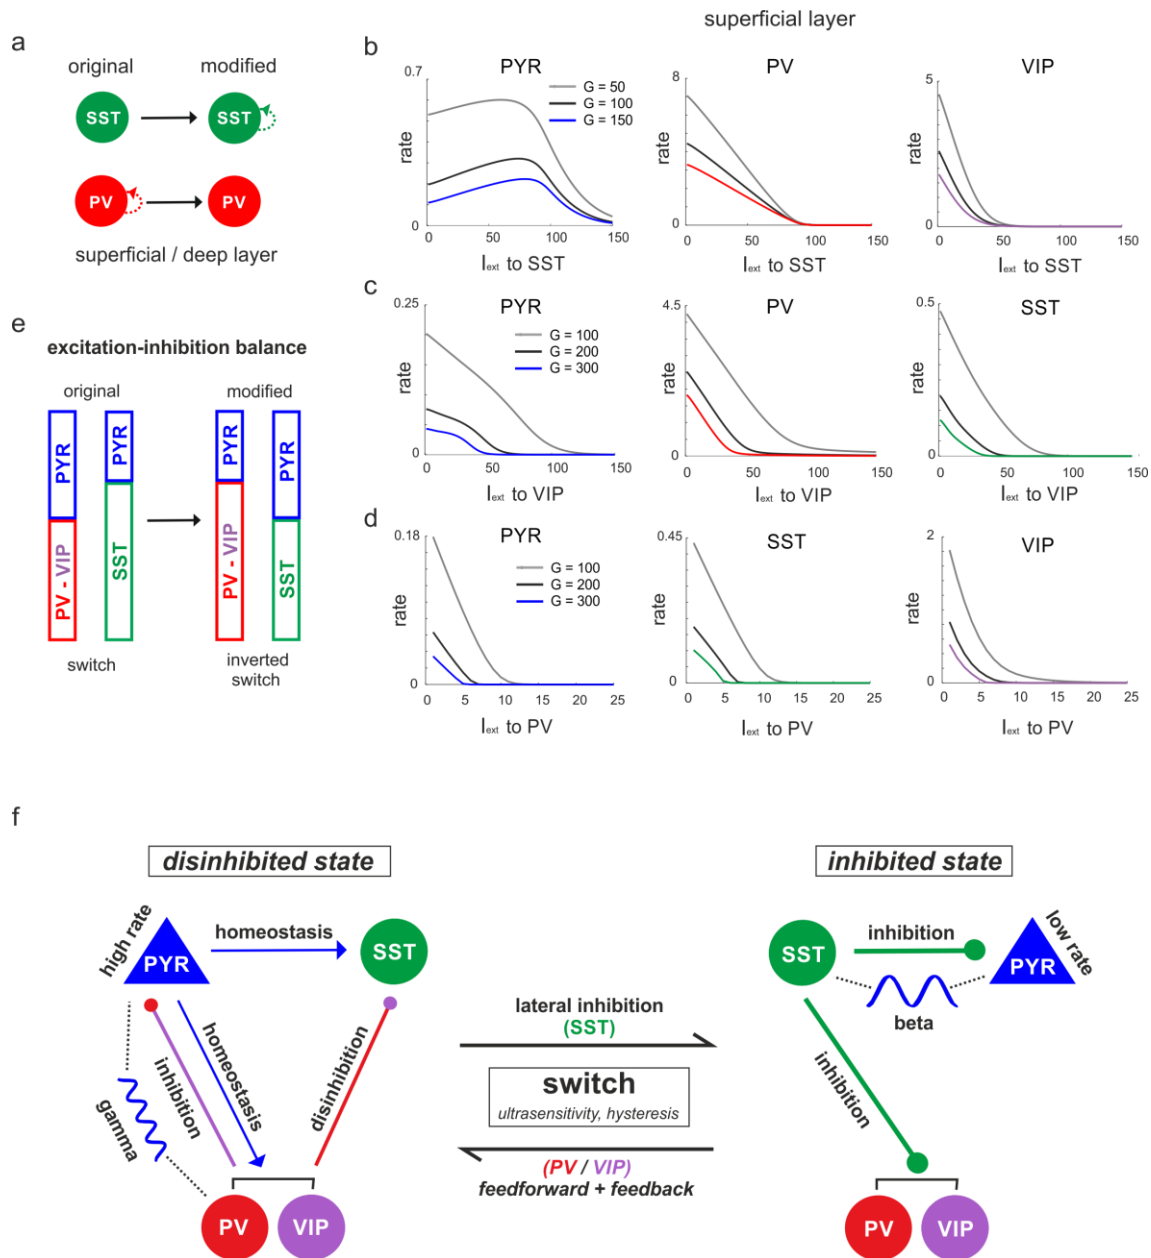 superficial layer
a
original modified
SST SST
PV PV
superficial / deep layer
b
PYR
0.7
rate
0
0 50 100 150
I_ext to SST
G = 50
G = 100
G = 150
PV
8
rate
0
0 50 100 150
I_ext to SST
VIP
5
rate
0
0 50 100 150
I_ext to SST
c
PYR
0.25
rate
0
0 50 100 150
I_ext to VIP
G = 100
G = 200
G = 300
PV
4.5
rate
0
0 50 100 150
I_ext to VIP
SST
0.5
rate
0
0 50 100 150
I_ext to VIP
d
PYR
0.18
rate
0
0 5 10 15 20 25
I_ext to PV
G = 100
G = 200
G = 300
SST
0.45
rate
0
0 5 10 15 20 25
I_ext to PV
VIP
2
rate
0
0 5 10 15 20 25
I_ext to PV
e
excitation-inhibition balance
original modified
PYR PYR PYR PYR
PV - VIP SST PV - VIP SST
switch
inverted
switch
f
disinhibited state
high rate
PYR
homeostasis
SST
inhibition
homeostasis
disinhibition
gamma
PV VIP
lateral inhibition
(SST)
switch
ultrasensitivity, hysteresis
(PV / VIP)
feedforward + feedback
inhibited state
SST
inhibition
PYR
low rate
beta
inhibition
PV VIP